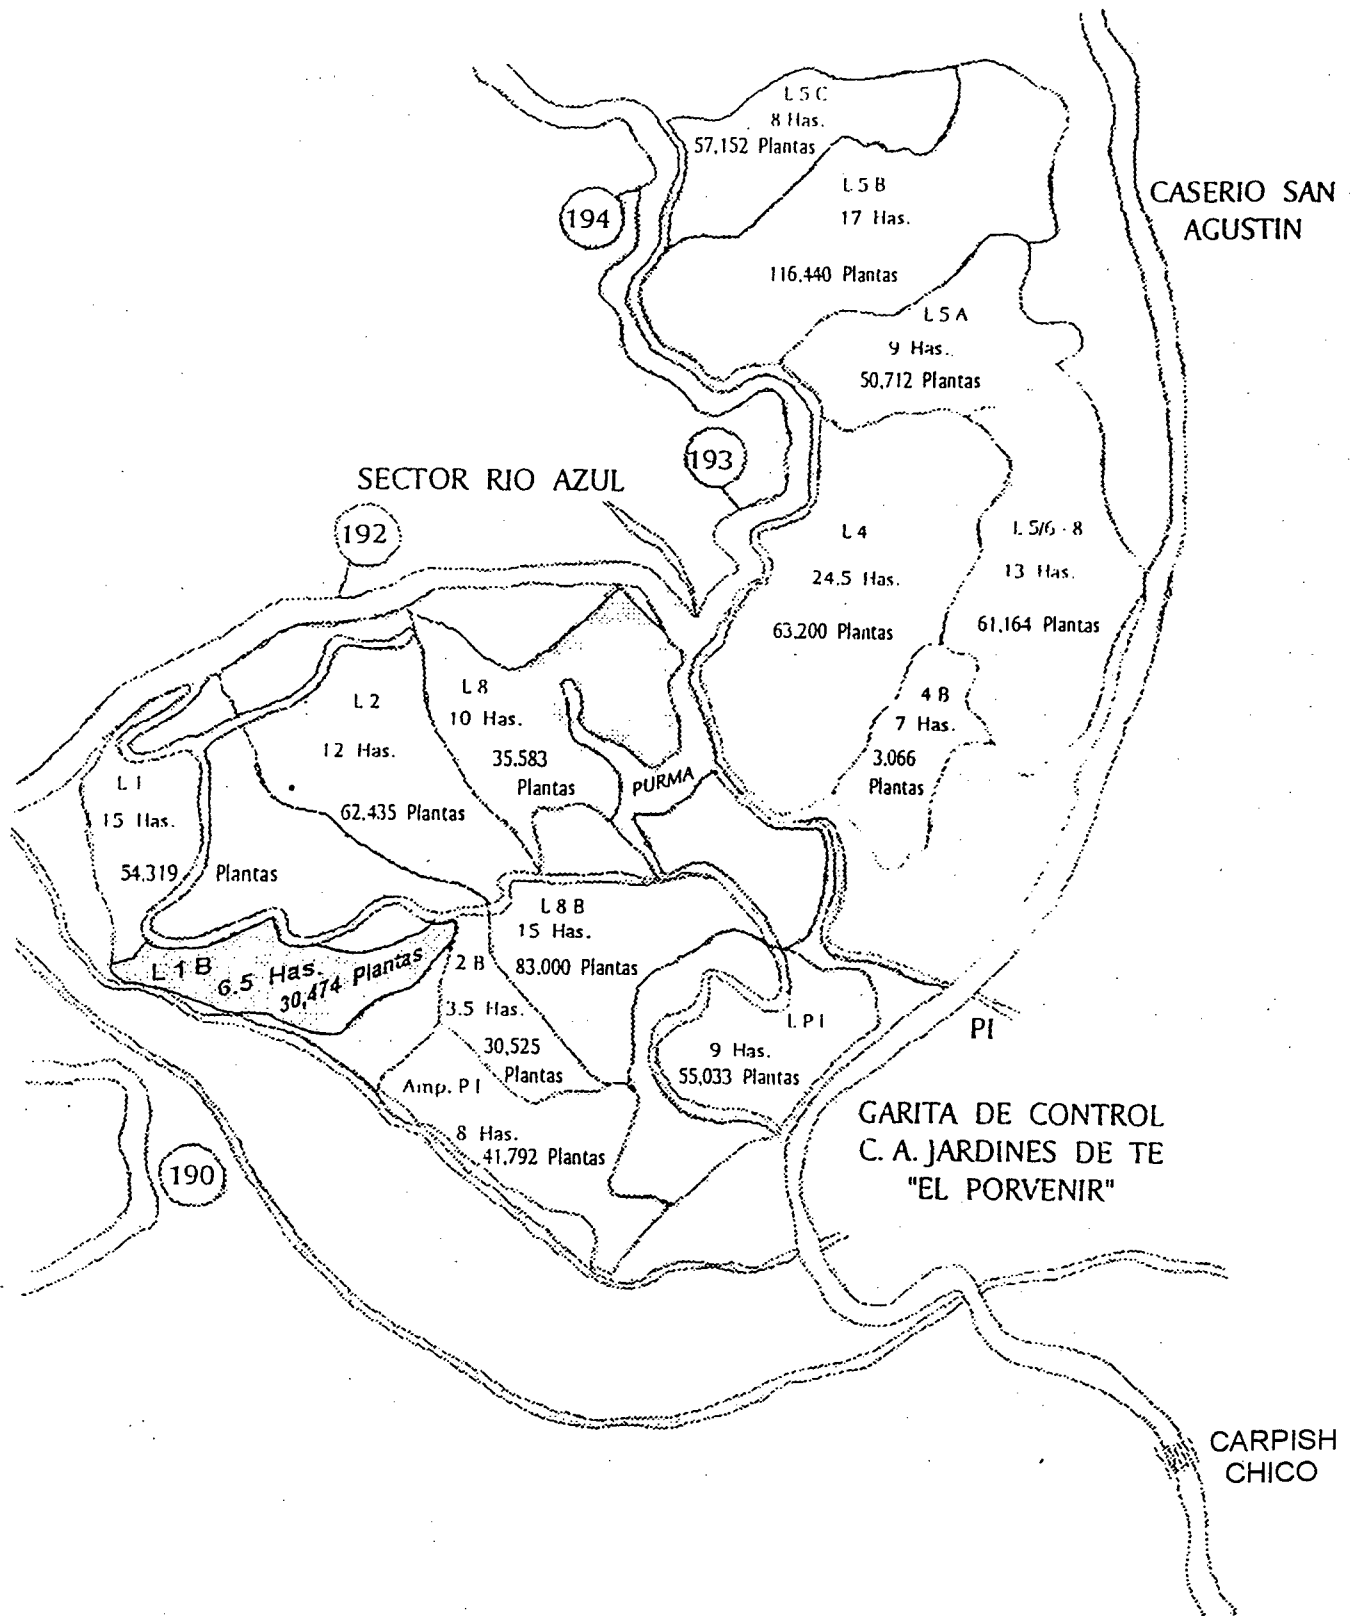 L 5 C
8 Has.
57,152 Plantas
L 5 B
17 Has.
116.440 Plantas
194
CASERIO SAN
AGUSTIN
L 5 A
9 Has.
50,712 Plantas
193
SECTOR RIO AZUL
192
L 4
24.5 Has.
63,200 Plantas
L 5/6 - 8
13 Has.
61,164 Plantas
4 B
7 Has.
3.066
Plantas
L 8
10 Has.
35.583
Plantas
PURMA
L 2
12 Has.
62.435 Plantas
L 1
15 Has.
54.319 Plantas
L 8 B
15 Has.
83.000 Plantas
L 1 B
6.5 Has.
30,474 Plantas
2 B
3.5 Has.
30,525
Plantas
L P I
9 Has.
55,033 Plantas
PI
Amp. P I
8 Has.
41,792 Plantas
190
GARITA DE CONTROL
C. A. JARDINES DE TE
"EL PORVENIR"
CARPISH
CHICO